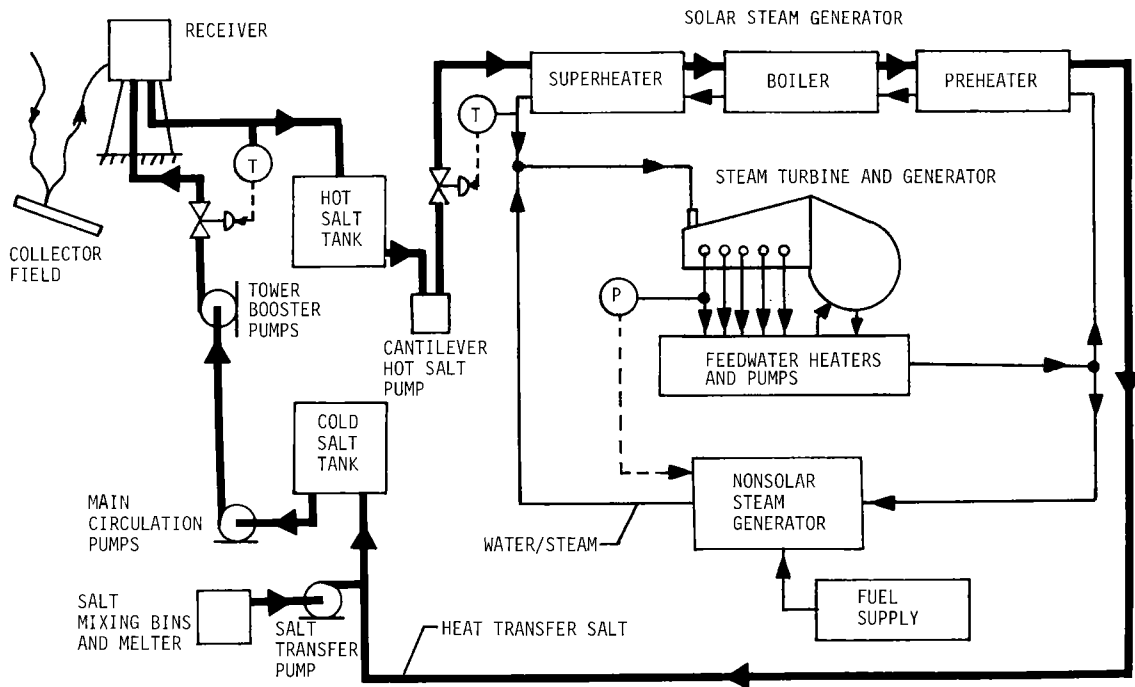 SOLAR STEAM GENERATOR
RECEIVER
SUPERHEATER
BOILER
PREHEATER
T
T
HOT
SALT
TANK
STEAM TURBINE AND GENERATOR
COLLECTOR
FIELD
TOWER
BOOSTER
PUMPS
P
CANTILEVER
HOT SALT
PUMP
FEEDWATER HEATERS
AND PUMPS
COLD
SALT
TANK
MAIN
CIRCULATION
PUMPS
NONSOLAR
STEAM
GENERATOR
WATER/STEAM
SALT
MIXING BINS
AND MELTER
SALT
TRANSFER
PUMP
HEAT TRANSFER SALT
FUEL
SUPPLY